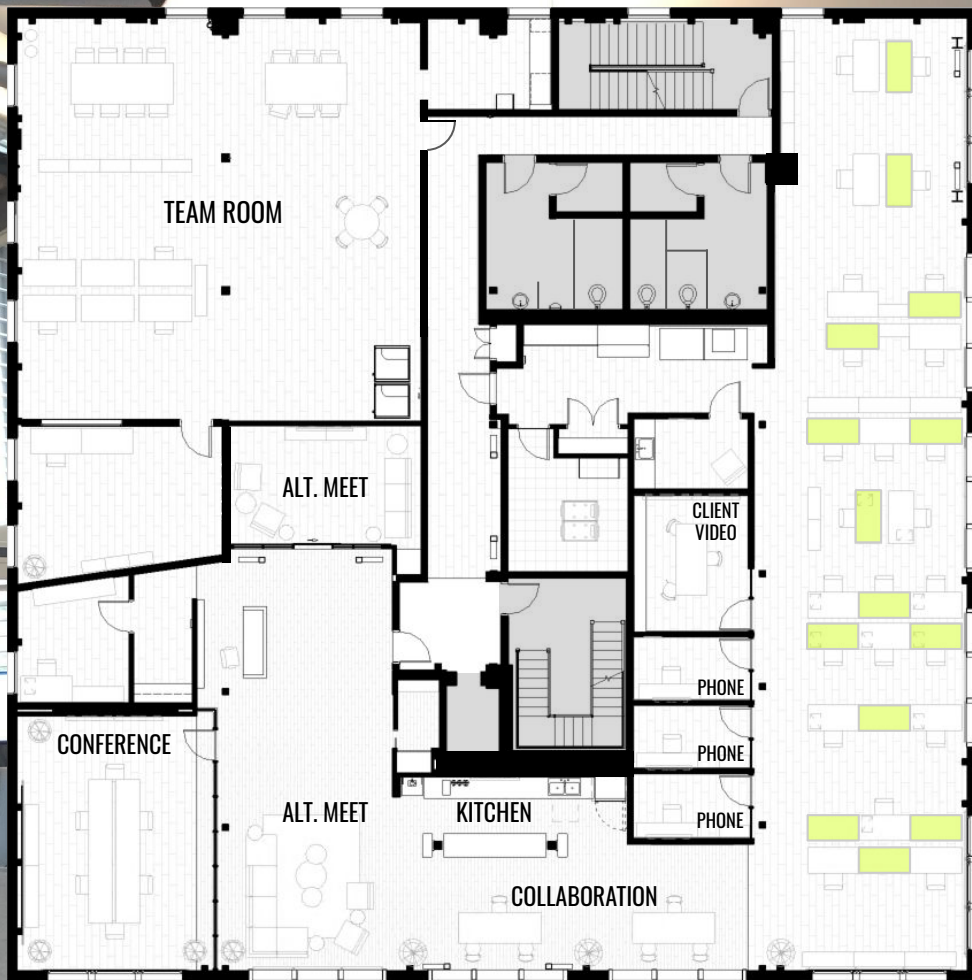 TEAM ROOM
ALT. MEET
CLIENT
VIDEO
PHONE
CONFERENCE
PHONE
ALT. MEET
KITCHEN
PHONE
COLLABORATION